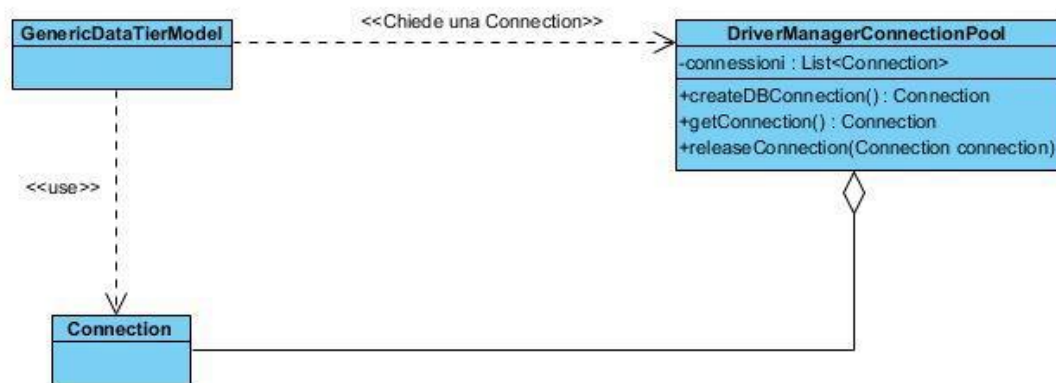 <<Chiede una Connection>>
GenericDataTierModel
DriverManagerConnectionPool
-connessioni : List<Connection>
+createDBConnection() : Connection
+getConnection() : Connection
+releaseConnection(Connection connection)
<<use>>
Connection